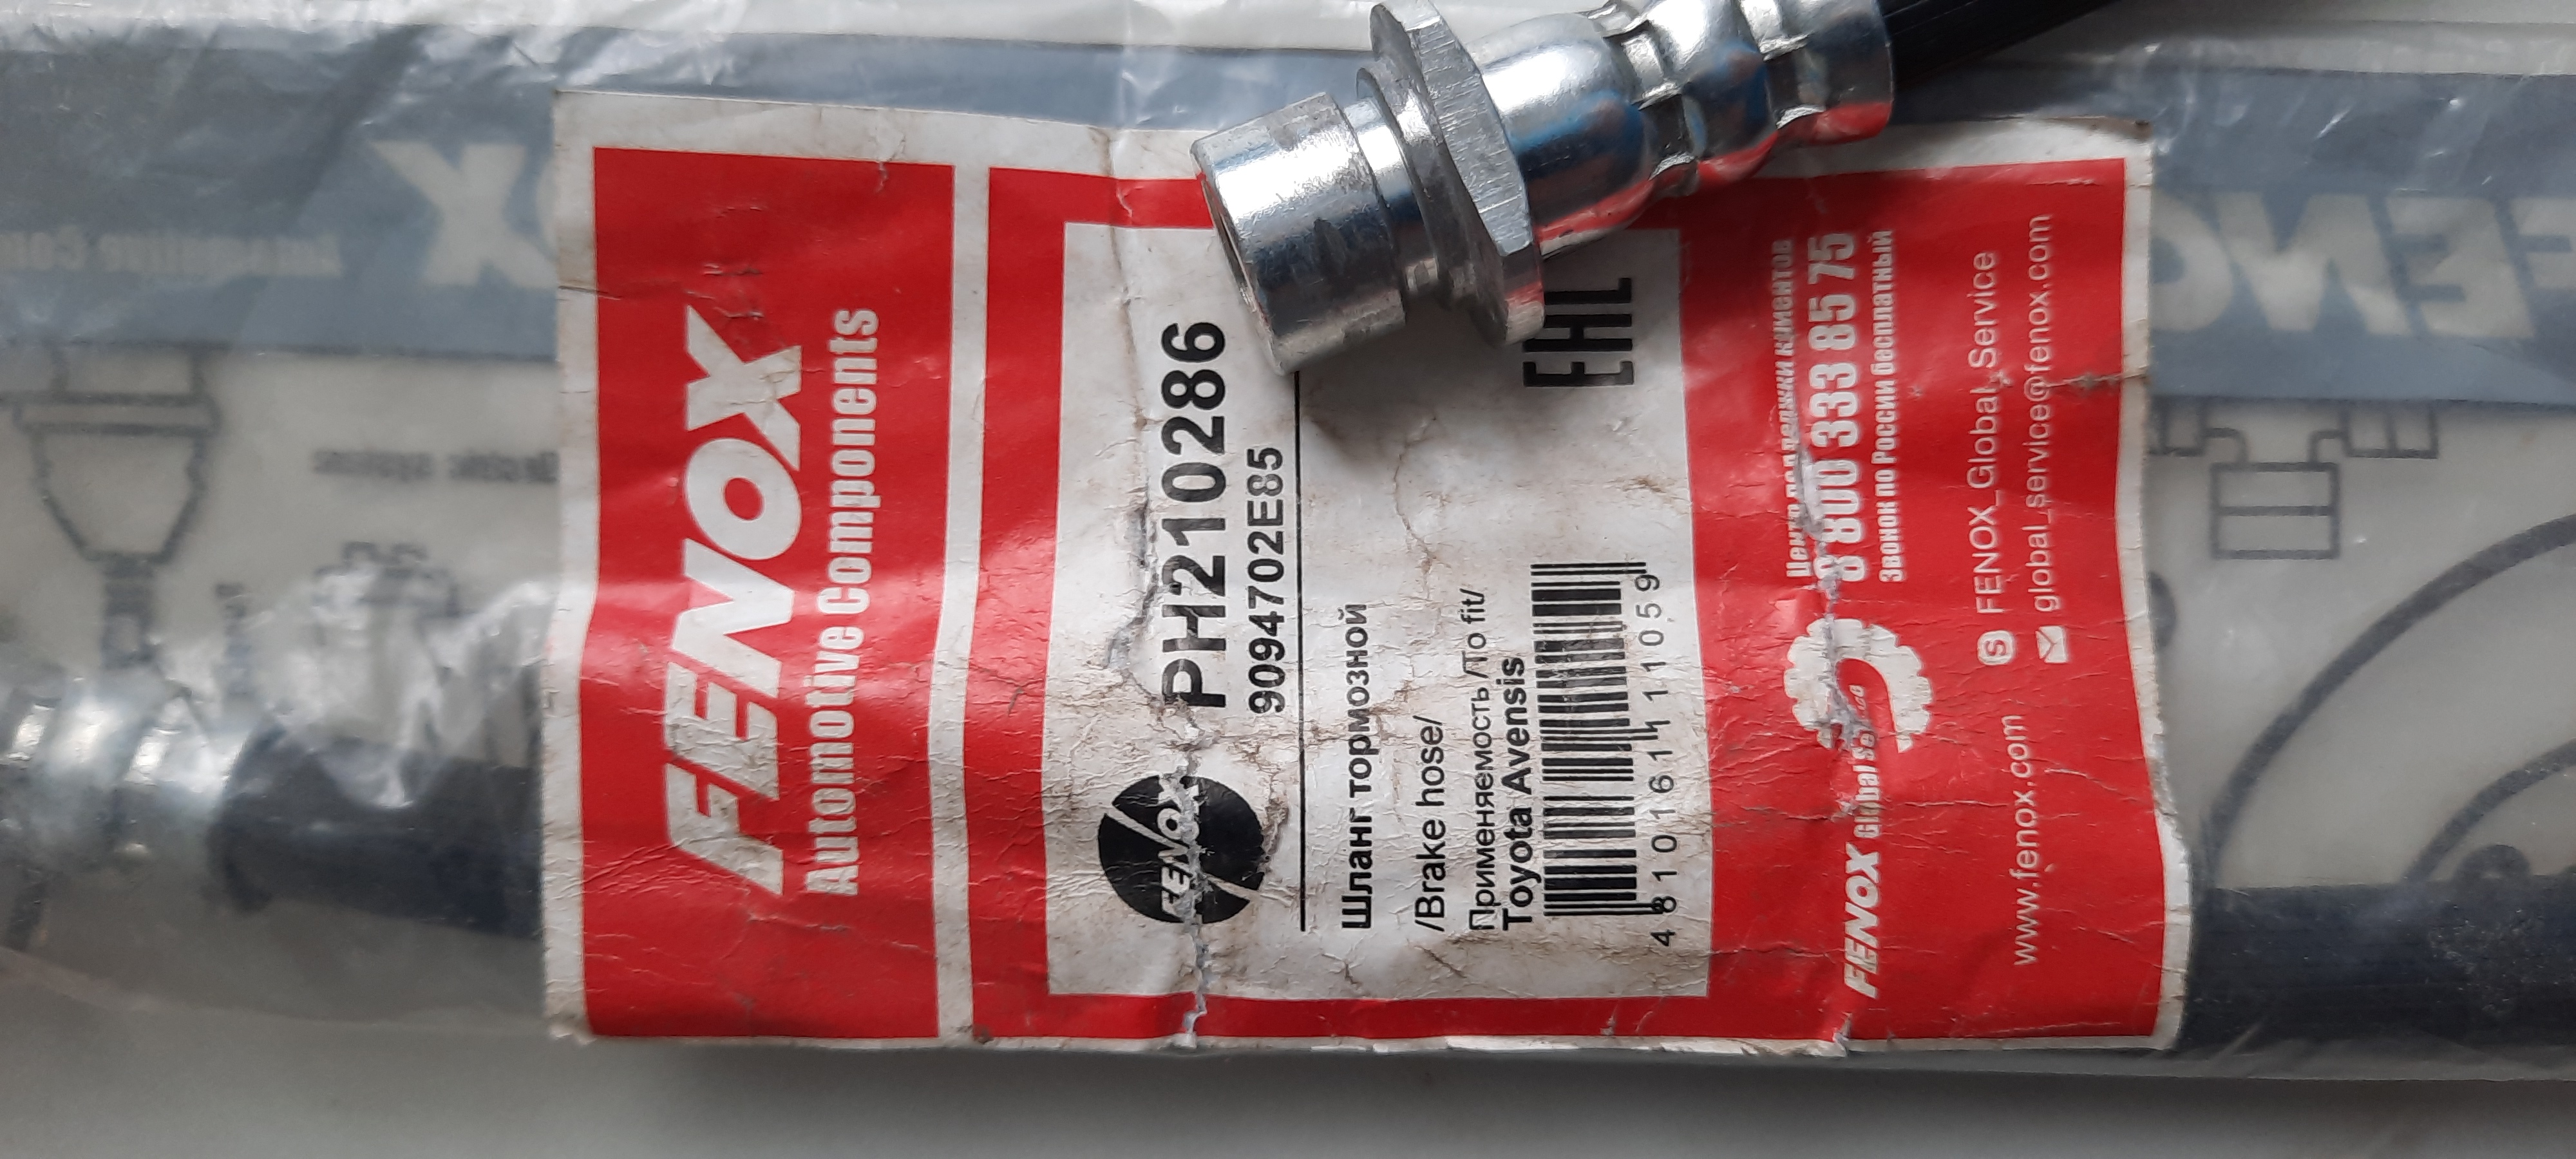 FENOX
Automotive Components
FENOX
PH210286
9094702E85
Шланг тормозной
/Brake hose/
Применяемость /To fit/
Toyota Avensis
4 810161 111059
EAC
FENOX Global
Центр поддержки клиентов
8 800 333 85 75
Звонок по России бесплатный
www.fenox.com
FENOX_Global_Service
global_service@fenox.com